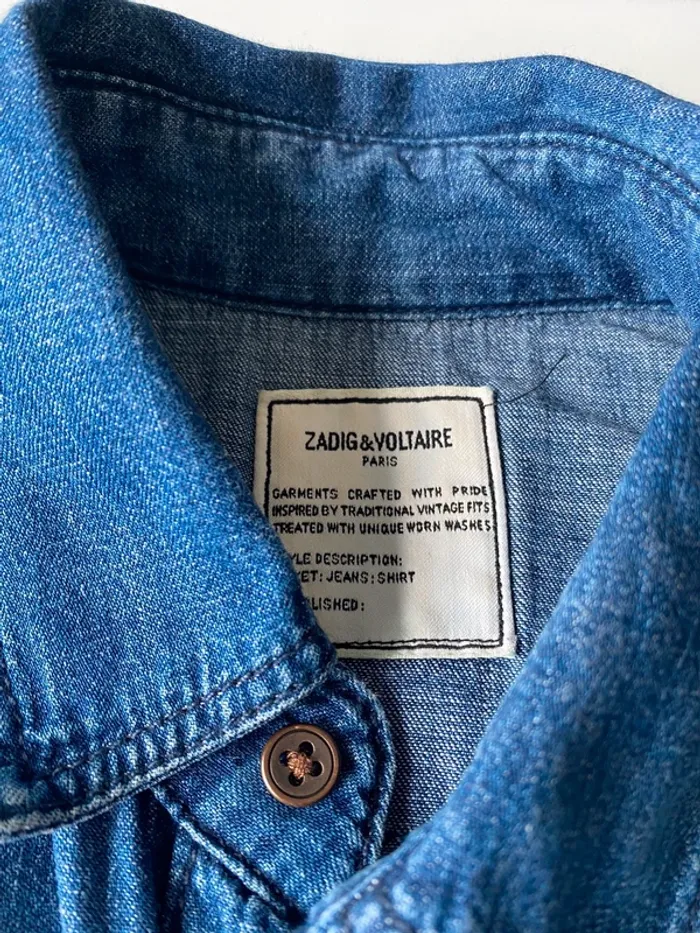 ZADIG&VOLTAIRE
PARIS
GARMENTS CRAFTED WITH PRIDE
INSPIRED BY TRADITIONAL VINTAGE FITS
TREATED WITH UNIQUE WORN WASHES
YLE DESCRIPTION:
KET: JEANS: SHIRT
LISHED: